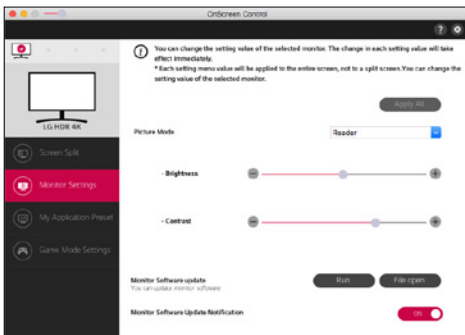 OnScreen Control
You can change the setting value of the selected monitor. The change in each setting value will take
effect immediately.
* Each setting menu value will be applied to the entire screen, not to a split screen.You can change the
setting value of the selected monitor.
Apply All
LG HDR 4K
Picture Mode
Reader
Screen Split
- Brightness
Monitor Settings
My Application Preset
- Contrast
Game Mode Settings
Monitor Software update
You can update monitor software
Run
File open
Monitor Software Update Notification
ON